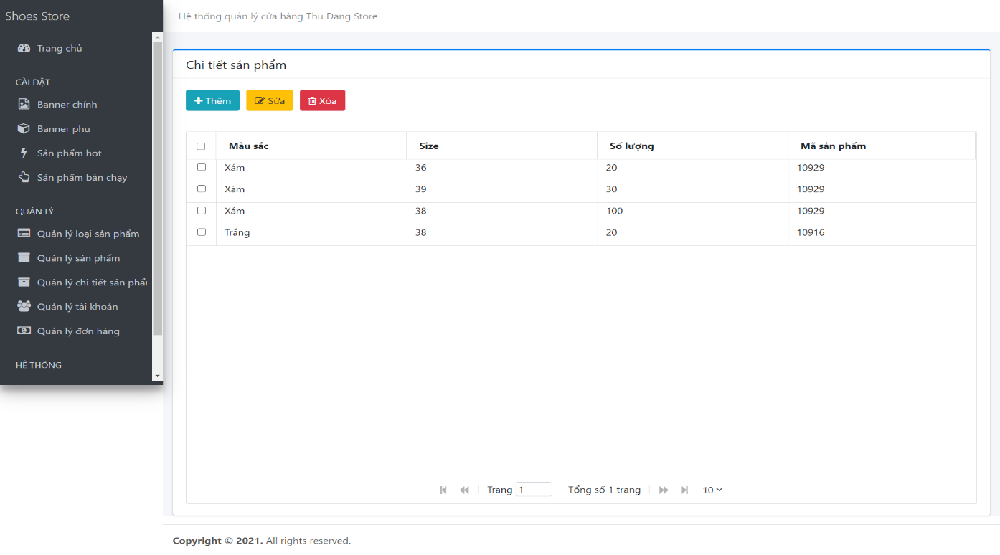 Shoes Store
Hệ thống quản lý cửa hàng Thu Dang Store
Trang chủ
CÀI ĐẶT
Banner chính
Banner phụ
Sản phẩm hot
Sản phẩm bán chạy
QUẢN LÝ
Quản lý loại sản phẩm
Quản lý sản phẩm
Quản lý chi tiết sản phẩ
Quản lý tài khoản
Quản lý đơn hàng
HỆ THỐNG
Chi tiết sản phẩm
Thêm Sửa Xóa
Màu sắc Size Số lượng Mã sản phẩm
Xám 36 20 10929
Xám 39 30 10929
Xám 38 100 10929
Trắng 38 20 10916
Trang 1 Tổng số 1 trang 10
Copyright © 2021. All rights reserved.